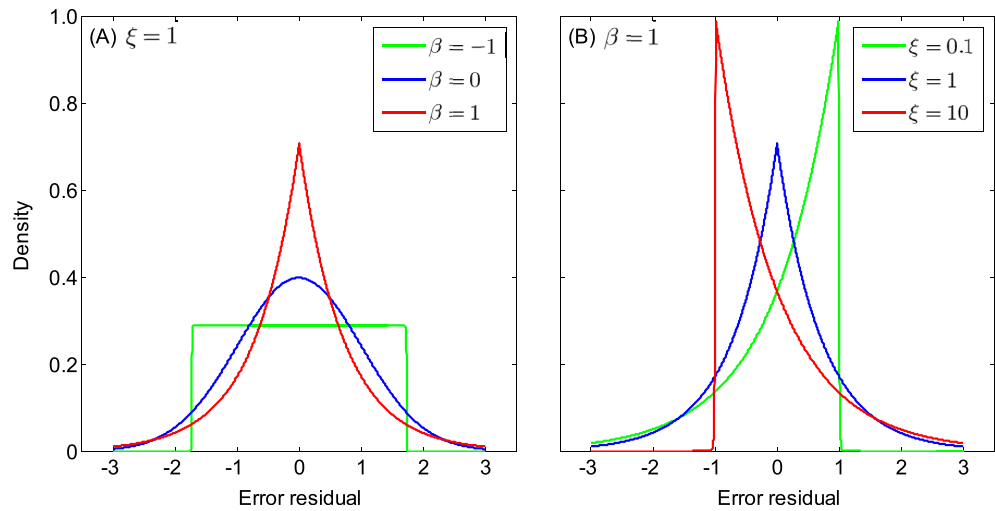 (A) ξ = 1
β = −1
β = 0
β = 1
1.0
0.8
0.6
0.4
0.2
0
-3 -2 -1 0 1 2 3
Density
Error residual
(B) β = 1
ξ = 0.1
ξ = 1
ξ = 10
-3 -2 -1 0 1 2 3
Error residual